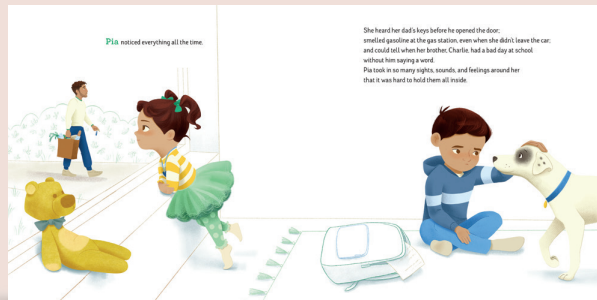 Pia noticed everything all the time.
She heard her dad's keys before he opened the door;
smelled gasoline at the gas station, even when she didn't leave the car;
and could tell when her brother, Charlie, had a bad day at school
without him saying a word.
Pia took in so many sights, sounds, and feelings around her
that it was hard to hold them all inside.